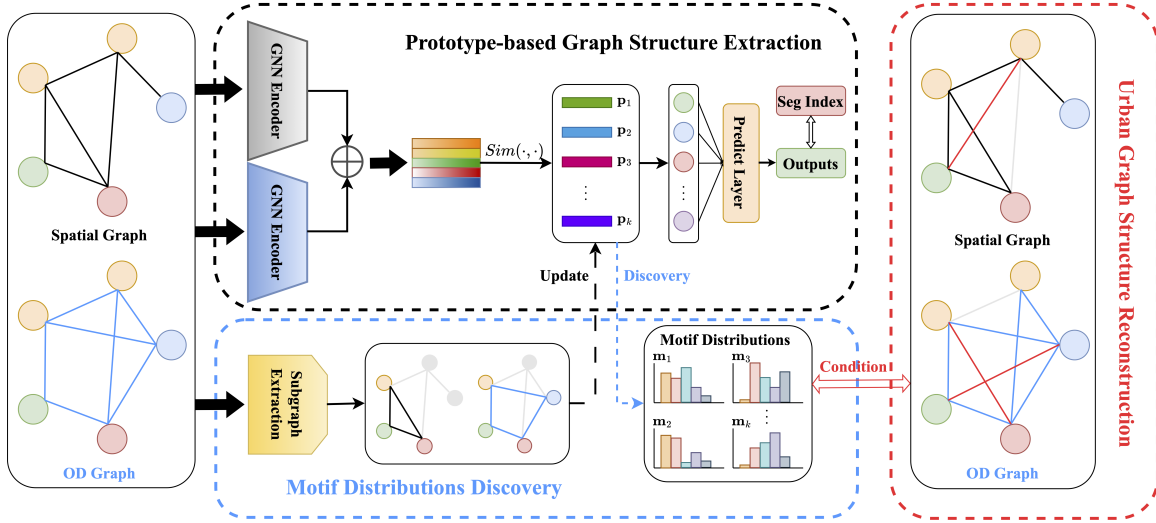 Prototype-based Graph Structure Extraction
Spatial Graph
OD Graph
GNN Encoder
GNN Encoder
Sim(·,·)
p1
p2
p3
⋮
pk
Predict Layer
Seg Index
Outputs
Update
Discovery
Subgraph
Extraction
Motif Distributions Discovery
Motif Distributions
m1
m3
m2
mk
Condition
Spatial Graph
OD Graph
Urban Graph Structure Reconstruction